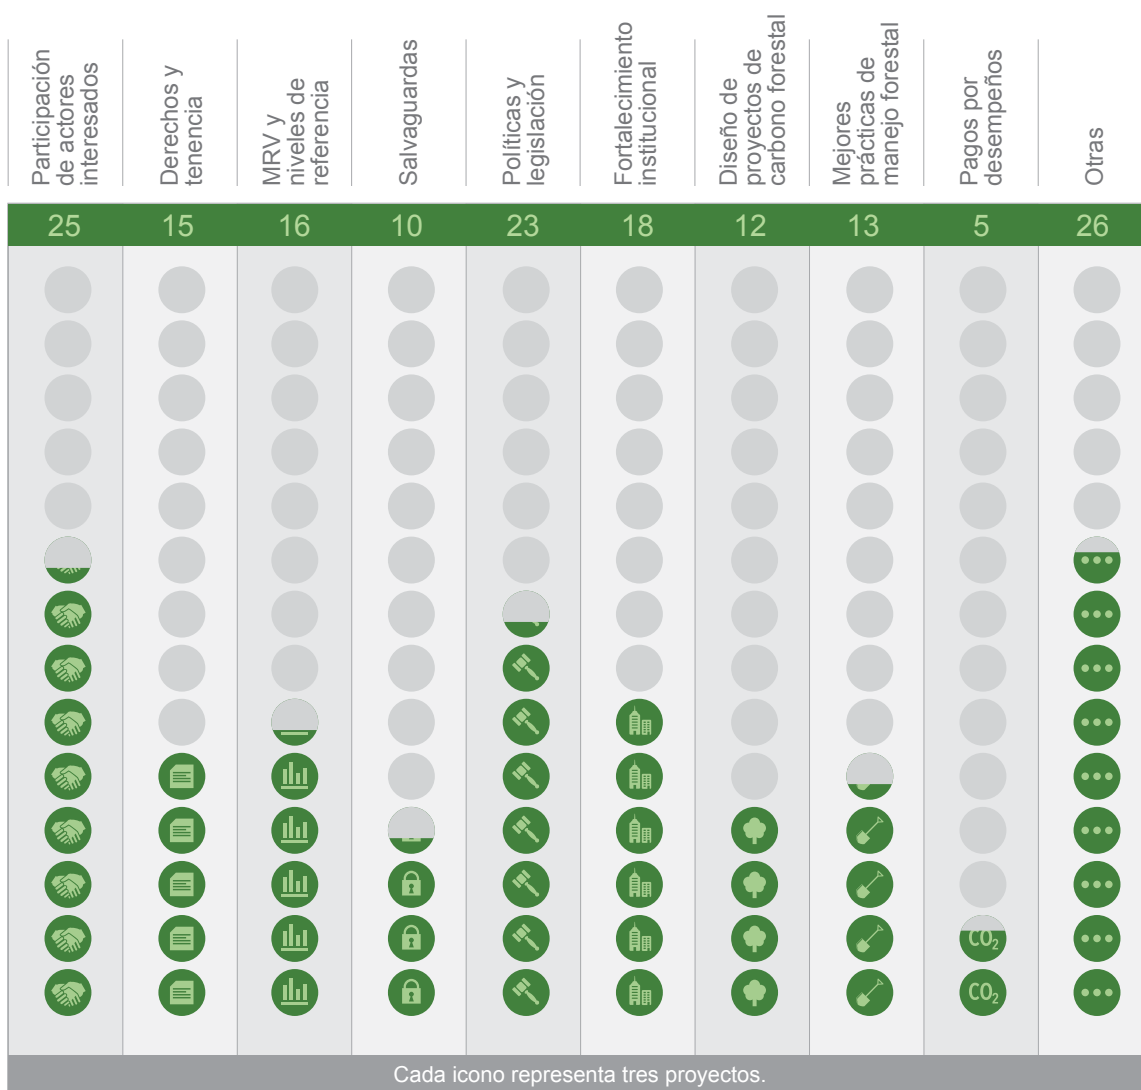 Participación
de actores
interesados
Derechos y
tenencia
MRV y
niveles de
referencia
Salvaguardas
Políticas y
legislación
Fortalecimiento
institucional
Diseño de
proyectos de
carbono forestal
Mejores
prácticas de
manejo forestal
Pagos por
desempeños
Otras
25 15 16 10 23 18 12 13 5 26
CO₂
CO₂
Cada icono representa tres proyectos.